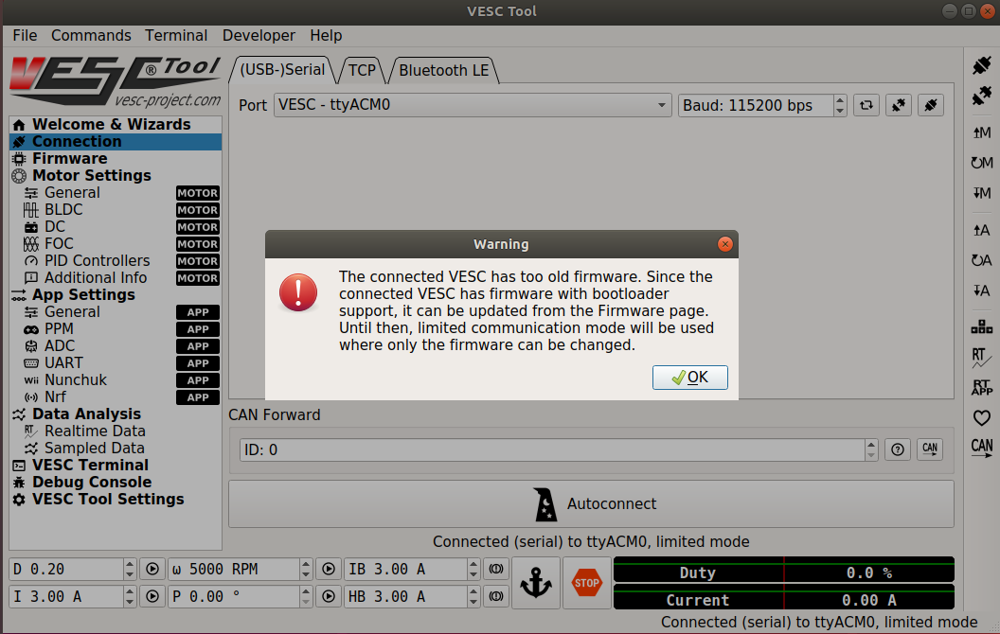 VESC Tool
File Commands Terminal Developer Help
VESC® Tool
vesc-project.com
Welcome & Wizards
Connection
Firmware
Motor Settings
General MOTOR
BLDC MOTOR
DC MOTOR
FOC MOTOR
PID Controllers MOTOR
Additional Info MOTOR
App Settings
General APP
PPM APP
ADC APP
UART APP
Wii Nunchuk APP
Nrf APP
Data Analysis
RT Realtime Data
Sampled Data
VESC Terminal
Debug Console
VESC Tool Settings
(USB-)Serial TCP Bluetooth LE
Port VESC - ttyACM0 Baud: 115200 bps
Warning
The connected VESC has too old firmware. Since the
connected VESC has firmware with bootloader
support, it can be updated from the Firmware page.
Until then, limited communication mode will be used
where only the firmware can be changed.
OK
CAN Forward
ID: 0 CAN
Autoconnect
Connected (serial) to ttyACM0, limited mode
D 0.20 ω 5000 RPM IB 3.00 A
I 3.00 A P 0.00 ° HB 3.00 A
STOP
Duty 0.0 %
Current 0.00 A
M
M
M
A
A
A
RT
RT
APP
CAN
Connected (serial) to ttyACM0, limited mode